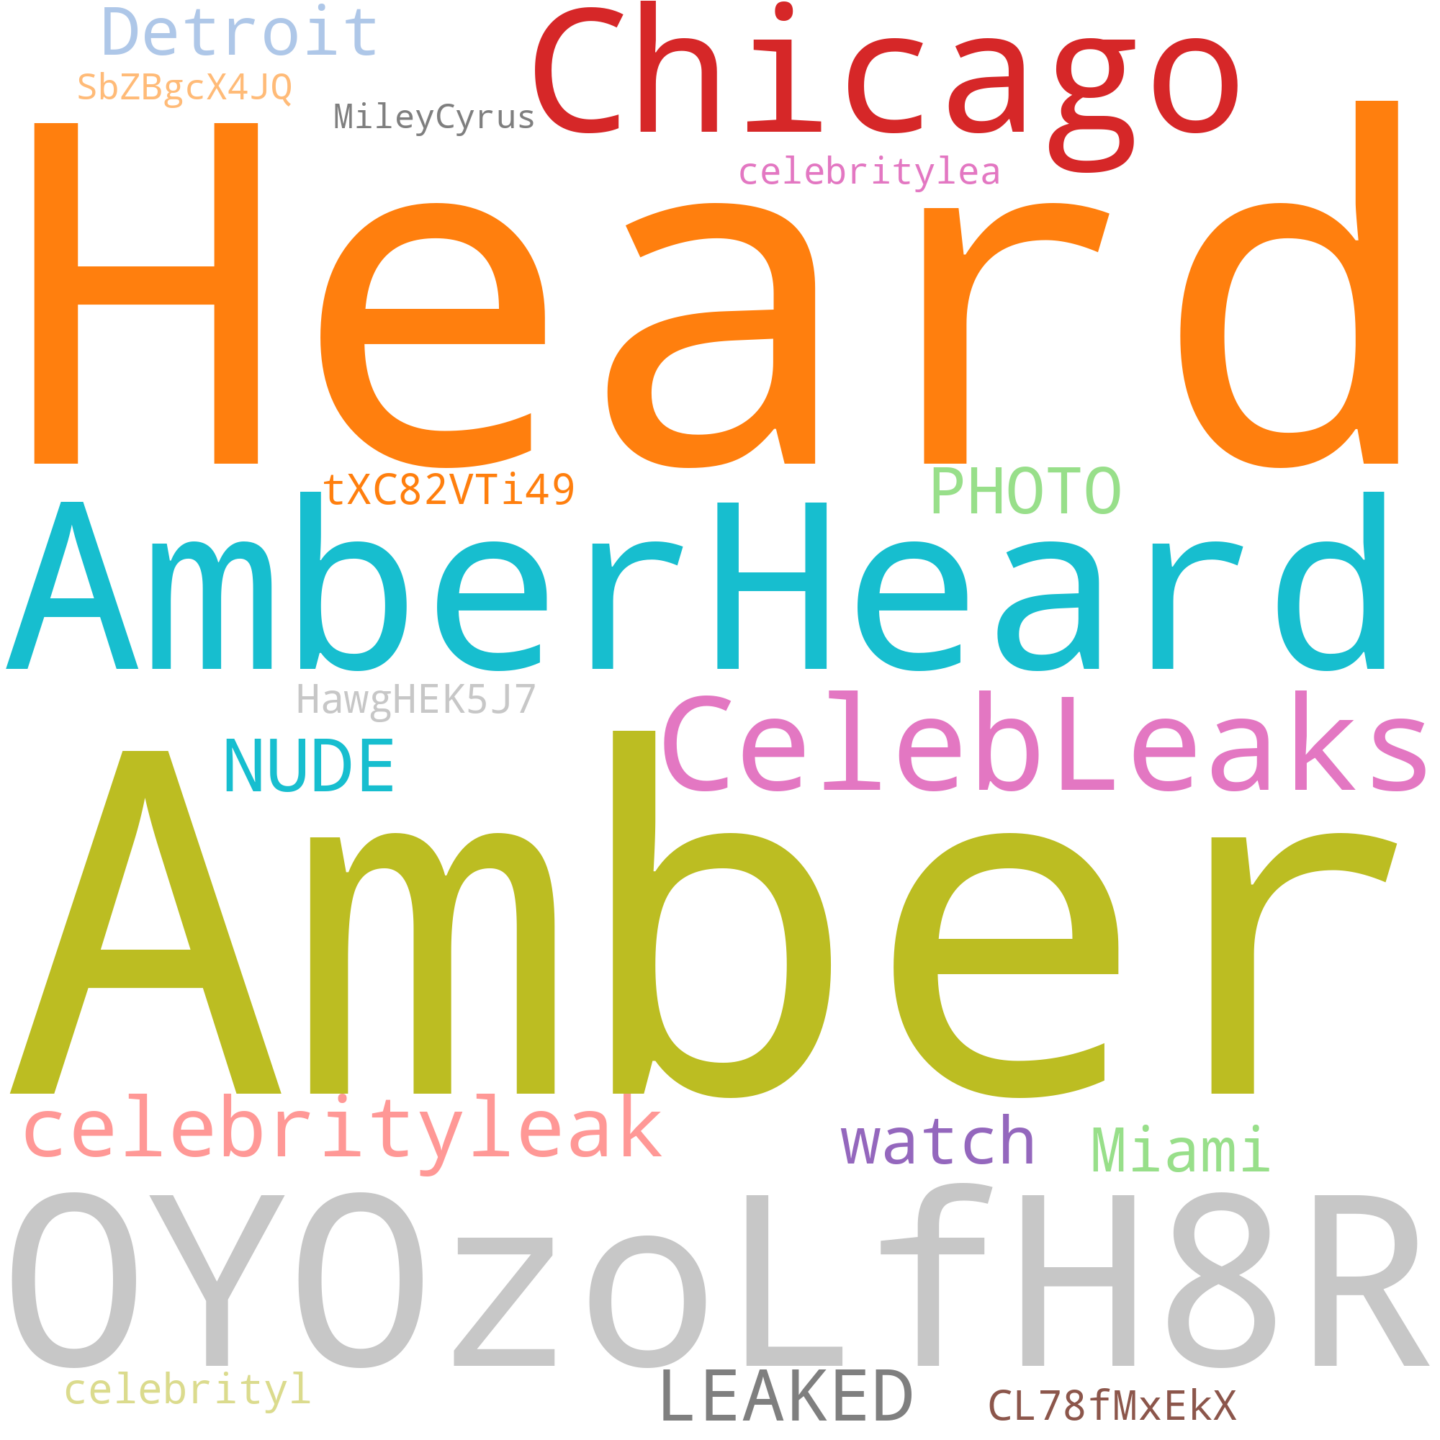 Detroit
Chicago
SbZBgcX4JQ
MileyCyrus
celebritylea
Heard
tXC82VTi49
PHOTO
AmberHeard
HawgHEK5J7
CelebLeaks
NUDE
Amber
celebrityleak
watch
Miami
OYOzoLfH8R
celebrityl
LEAKED
CL78fMxEkX